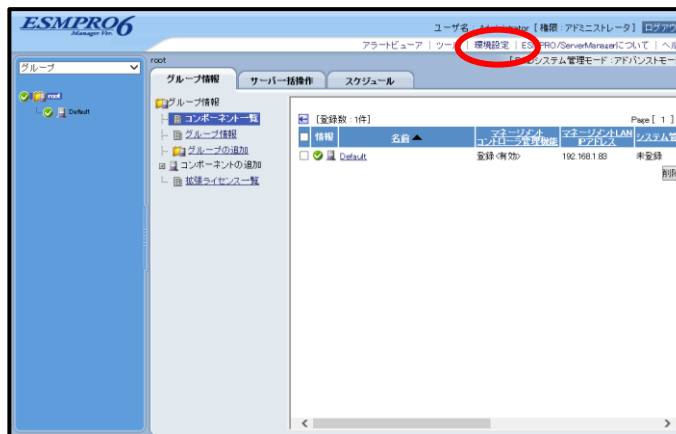 ESMPRO6
Manager Ver.
ユーザ名 : Administrator [ 権限 : アドミニストレータ ] ログアウ
アラートビューア | ツール | 環境設定 | ESMPRO/ServerManagerについて | ヘル
グループ
root
Default
root
システム管理モード : アドバンストモー
グループ情報
サーバー一括操作
スケジュール
グループ情報
コンポーネント一覧
グループ情報
グループの追加
コンポーネントの追加
拡張ライセンス一覧
[登録数 : 1件]
Page [ 1 ]
情報 名前 マネージメントコントローラ管理機能 マネージメントLAN IPアドレス システム管
Default 登録<有効> 192.168.1.83 未登録
削除